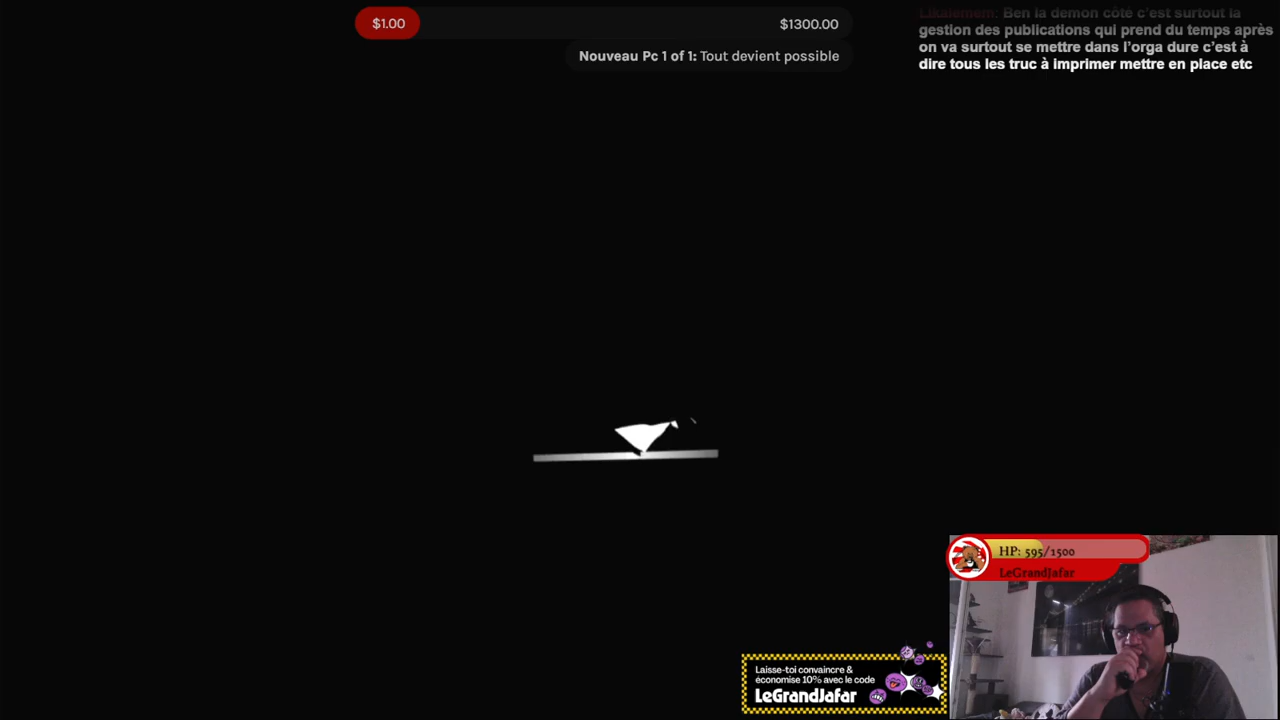 $1.00
$1300.00
Nouveau Pc 1 of 1: Tout devient possible
Likalemem: Ben la demon côté c'est surtout la
gestion des publications qui prend du temps après
on va surtout se mettre dans l'orga dure c'est à
dire tous les truc à imprimer mettre en place etc
HP: 595/1500
LeGrandJafar
Laisse-toi convaincre &
économise 10% avec le code
LeGrandJafar